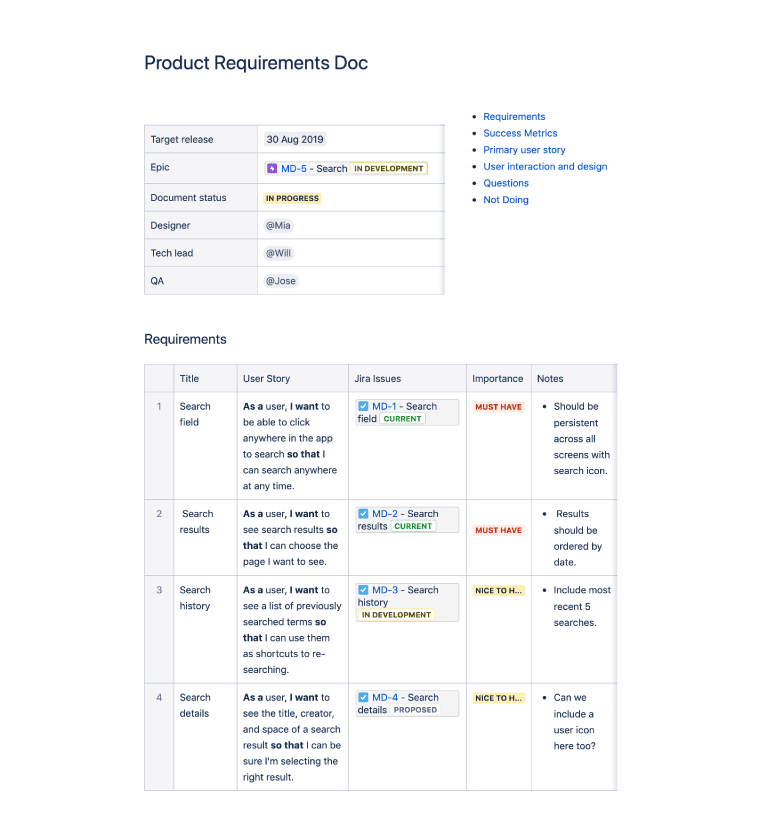 Product Requirements Doc
Target release 30 Aug 2019
Epic MD-5 - Search IN DEVELOPMENT
Document status IN PROGRESS
Designer @Mia
Tech lead @Will
QA @Jose
• Requirements
• Success Metrics
• Primary user story
• User interaction and design
• Questions
• Not Doing
Requirements
Title User Story Jira Issues Importance Notes
1
Search
field
As a user, I want to
be able to click
anywhere in the app
to search so that I
can search anywhere
at any time.
MD-1 - Search
field CURRENT
MUST HAVE
• Should be
persistent
across all
screens with
search icon.
2
Search
results
As a user, I want to
see search results so
that I can choose the
page I want to see.
MD-2 - Search
results CURRENT
MUST HAVE
• Results
should be
ordered by
date.
3
Search
history
As a user, I want to
see a list of previously
searched terms so
that I can use them
as shortcuts to re-
searching.
MD-3 - Search
history
IN DEVELOPMENT
NICE TO H...
• Include most
recent 5
searches.
4
Search
details
As a user, I want to
see the title, creator,
and space of a search
result so that I can be
sure I'm selecting the
right result.
MD-4 - Search
details PROPOSED
NICE TO H...
• Can we
include a
user icon
here too?